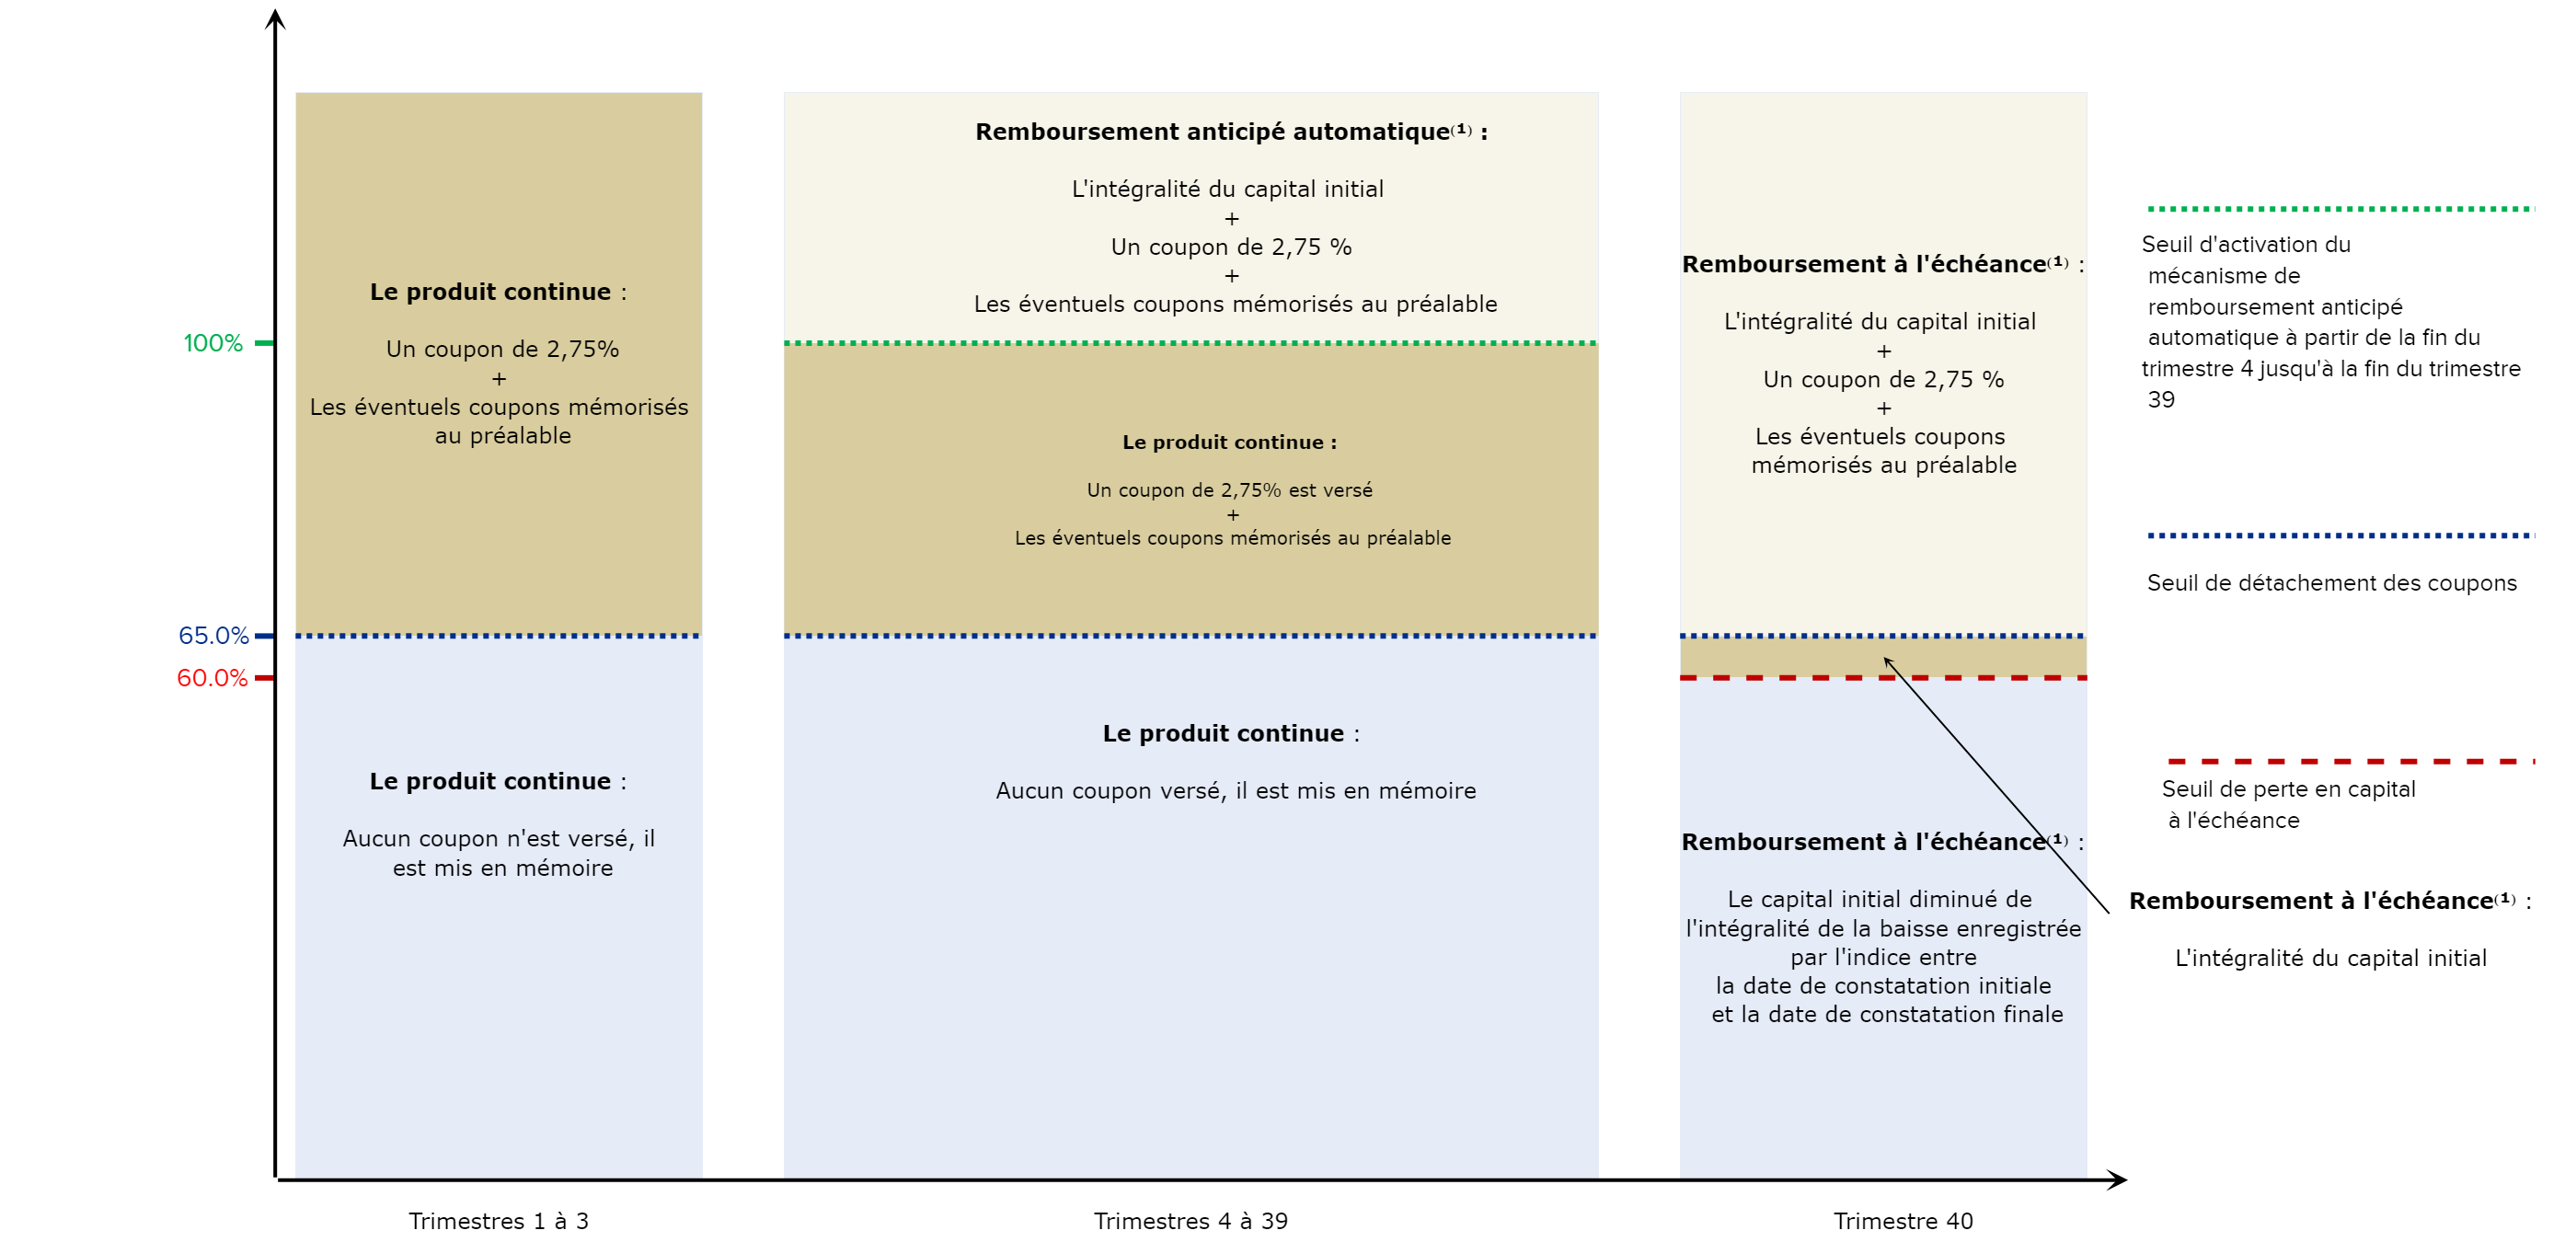 100%
65.0%
60.0%
Le produit continue :
Un coupon de 2,75%
+
Les éventuels coupons mémorisés
au préalable
Le produit continue :
Aucun coupon n'est versé, il
est mis en mémoire
Remboursement anticipé automatique⁽¹⁾ :
L'intégralité du capital initial
+
Un coupon de 2,75 %
+
Les éventuels coupons mémorisés au préalable
Le produit continue :
Un coupon de 2,75% est versé
+
Les éventuels coupons mémorisés au préalable
Le produit continue :
Aucun coupon versé, il est mis en mémoire
Remboursement à l'échéance⁽¹⁾ :
L'intégralité du capital initial
+
Un coupon de 2,75 %
+
Les éventuels coupons
mémorisés au préalable
Remboursement à l'échéance⁽¹⁾ :
Le capital initial diminué de
l'intégralité de la baisse enregistrée
par l'indice entre
la date de constatation initiale
et la date de constatation finale
Seuil d'activation du
mécanisme de
remboursement anticipé
automatique à partir de la fin du
trimestre 4 jusqu'à la fin du trimestre
39
Seuil de détachement des coupons
Seuil de perte en capital
à l'échéance
Remboursement à l'échéance⁽¹⁾ :
L'intégralité du capital initial
Trimestres 1 à 3
Trimestres 4 à 39
Trimestre 40